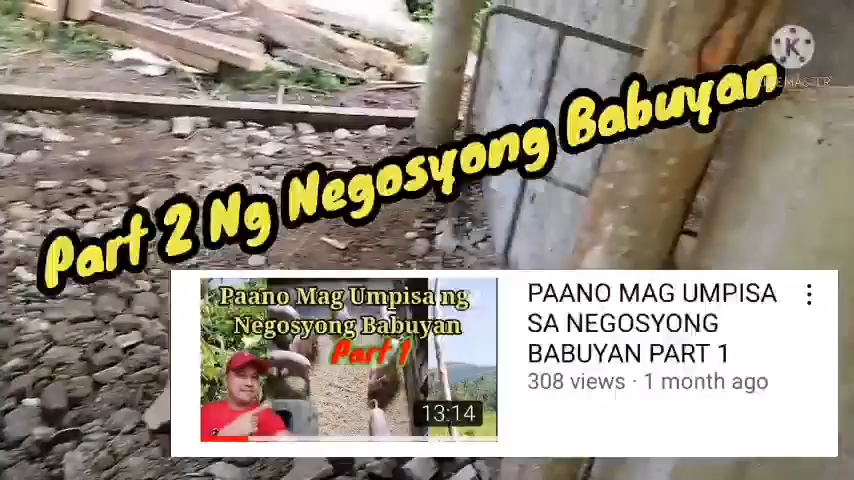 Part 2 Ng Negosyong Babuyan
K
KINEMASTER
Paano Mag Umpisa ng
Negosyong Babuyan
Part 1
13:14
PAANO MAG UMPISA
SA NEGOSYONG
BABUYAN PART 1
308 views · 1 month ago